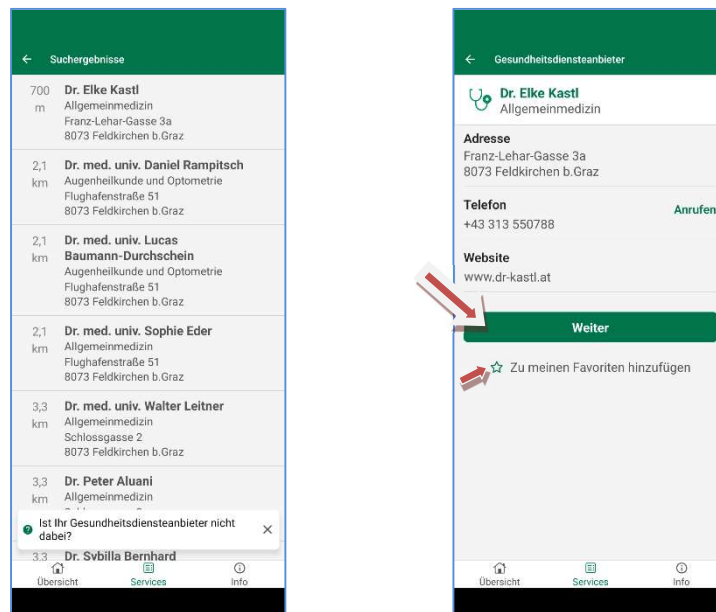 Suchergebnisse
700 m
Dr. Elke Kastl
Allgemeinmedizin
Franz-Lehar-Gasse 3a
8073 Feldkirchen b.Graz
2,1 km
Dr. med. univ. Daniel Rampitsch
Augenheilkunde und Optometrie
Flughafenstraße 51
8073 Feldkirchen b.Graz
2,1 km
Dr. med. univ. Lucas
Baumann-Durchschein
Augenheilkunde und Optometrie
Flughafenstraße 51
8073 Feldkirchen b.Graz
2,1 km
Dr. med. univ. Sophie Eder
Allgemeinmedizin
Flughafenstraße 51
8073 Feldkirchen b.Graz
3,3 km
Dr. med. univ. Walter Leitner
Allgemeinmedizin
Schlossgasse 2
8073 Feldkirchen b.Graz
3,3 km
Dr. Peter Aluani
Allgemeinmedizin
Ist Ihr Gesundheitsdiensteanbieter nicht
dabei?
3,3
Dr. Sybilla Bernhard
Übersicht
Services
Info
Gesundheitsdiensteanbieter
Dr. Elke Kastl
Allgemeinmedizin
Adresse
Franz-Lehar-Gasse 3a
8073 Feldkirchen b.Graz
Telefon
+43 313 550788
Anrufen
Website
www.dr-kastl.at
Weiter
Zu meinen Favoriten hinzufügen
Übersicht
Services
Info